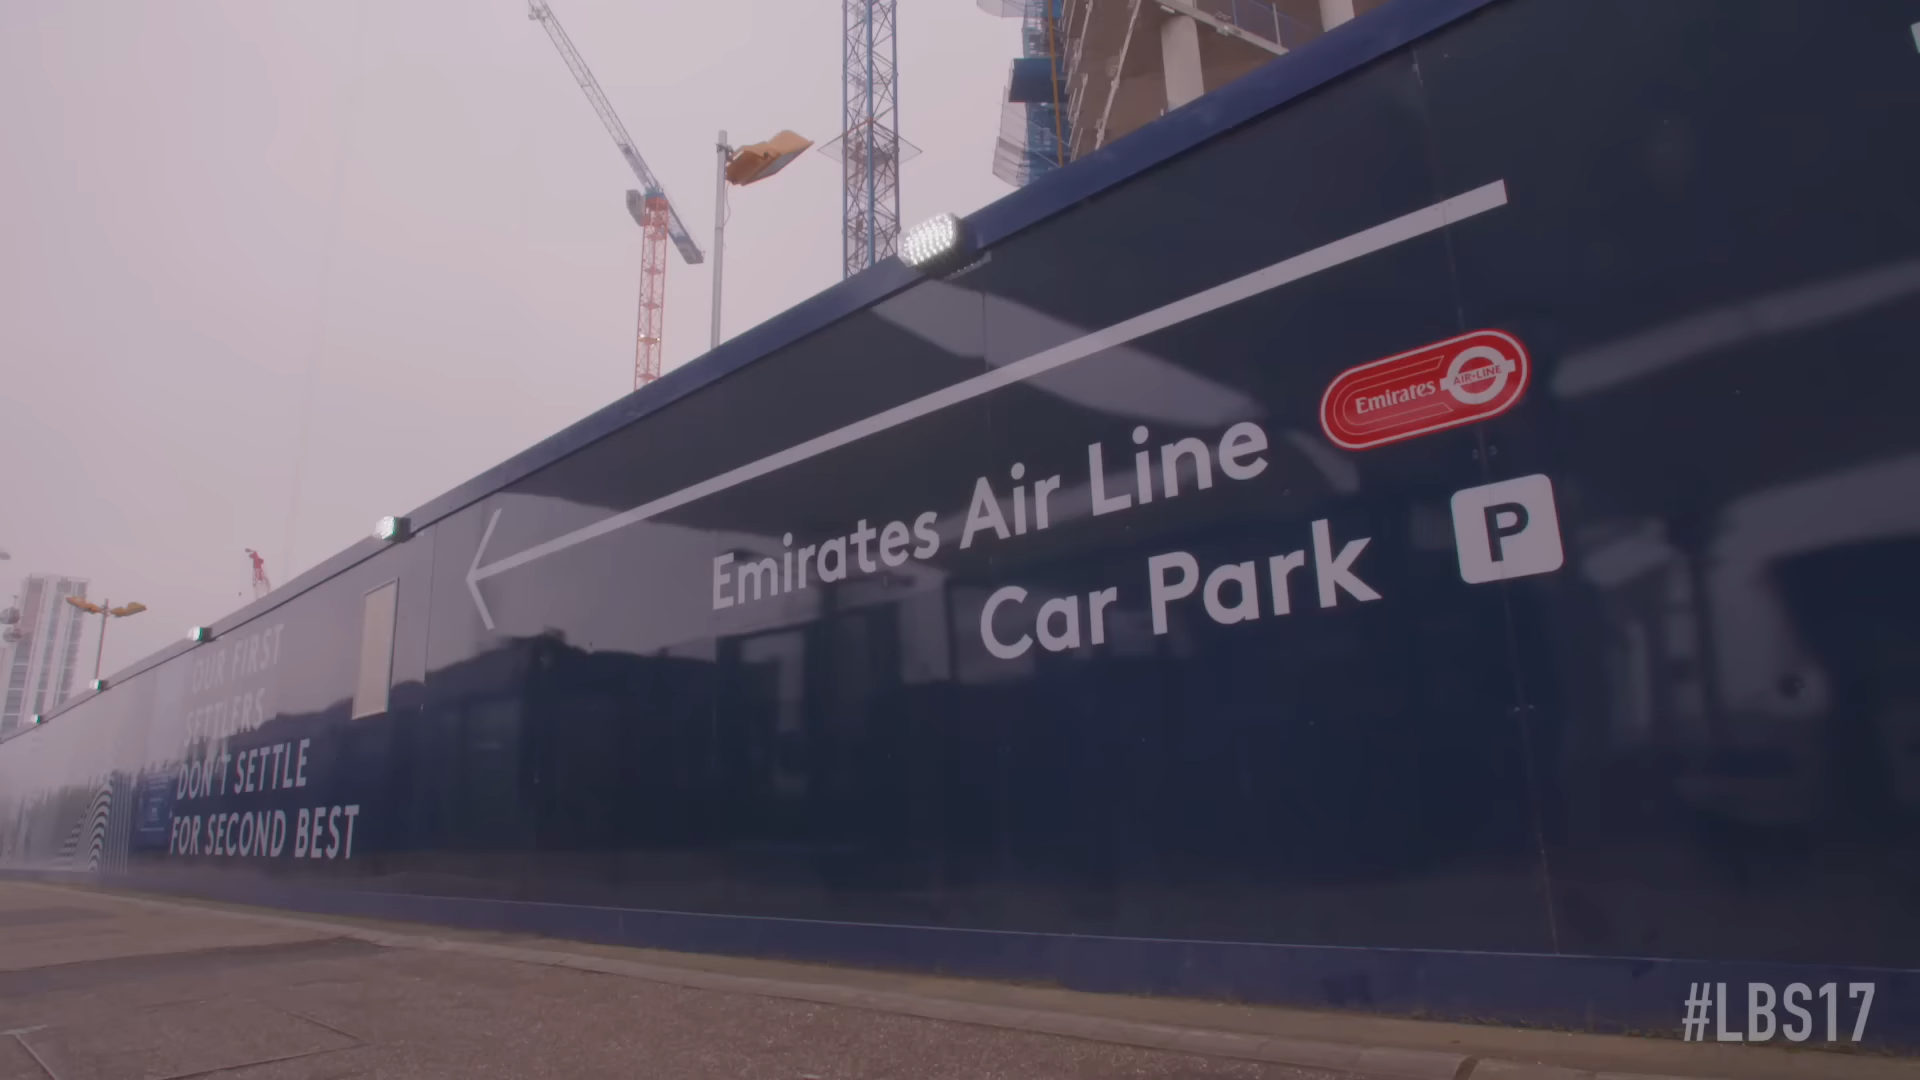 Emirates AIR-LINE
Emirates Air Line
Car Park P
OUR FIRST
SETTLERS
DON'T SETTLE
FOR SECOND BEST
#LBS17